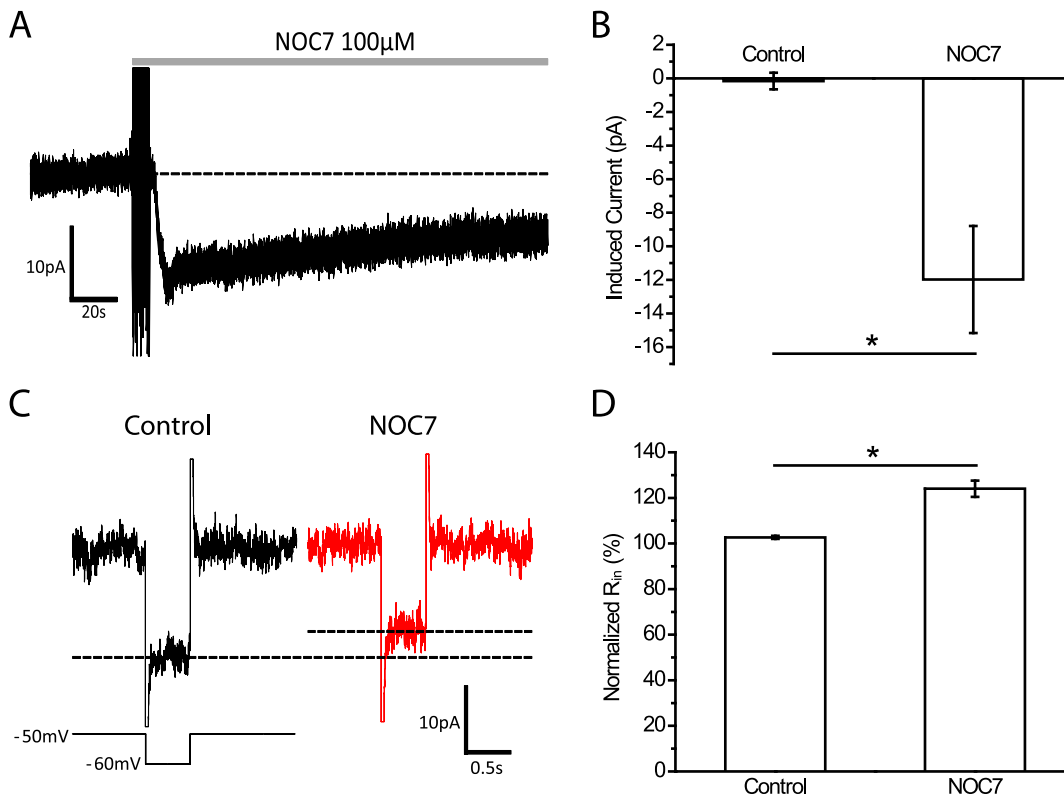 A
NOC7 100µM
10pA
20s
B
Control
NOC7
Induced Current (pA)
2
0
-2
-4
-6
-8
-10
-12
-14
-16
*
C
Control
NOC7
-50mV
-60mV
10pA
0.5s
D
Normalized Rin (%)
140
120
100
80
60
40
20
0
*
Control
NOC7